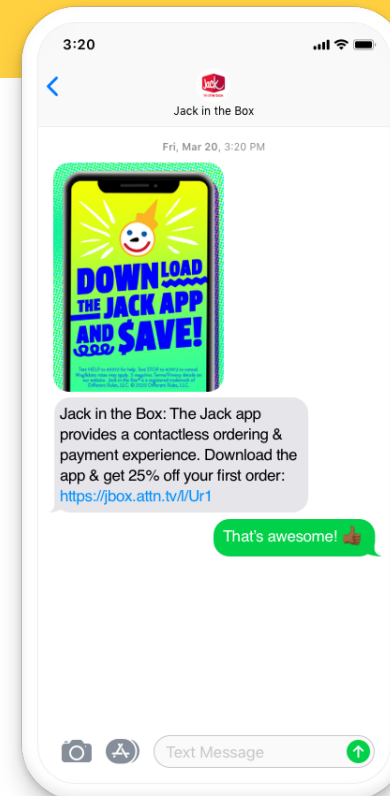 3:20
Jack
Jack in the Box
Fri, Mar 20, 3:20 PM
DOWNLOAD
THE JACK APP
AND $AVE!
Jack in the Box: The Jack app
provides a contactless ordering &
payment experience. Download the
app & get 25% off your first order:
https://jbox.attn.tv/l/Ur1
That's awesome!
Text Message